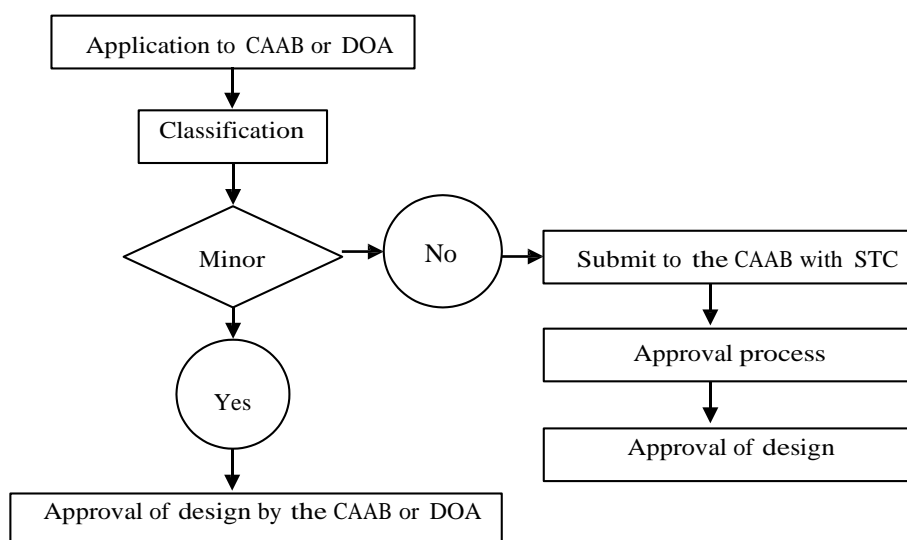 Application to CAAB or DOA
Classification
Minor
No
Submit to the CAAB with STC
Approval process
Yes
Approval of design
Approval of design by the CAAB or DOA